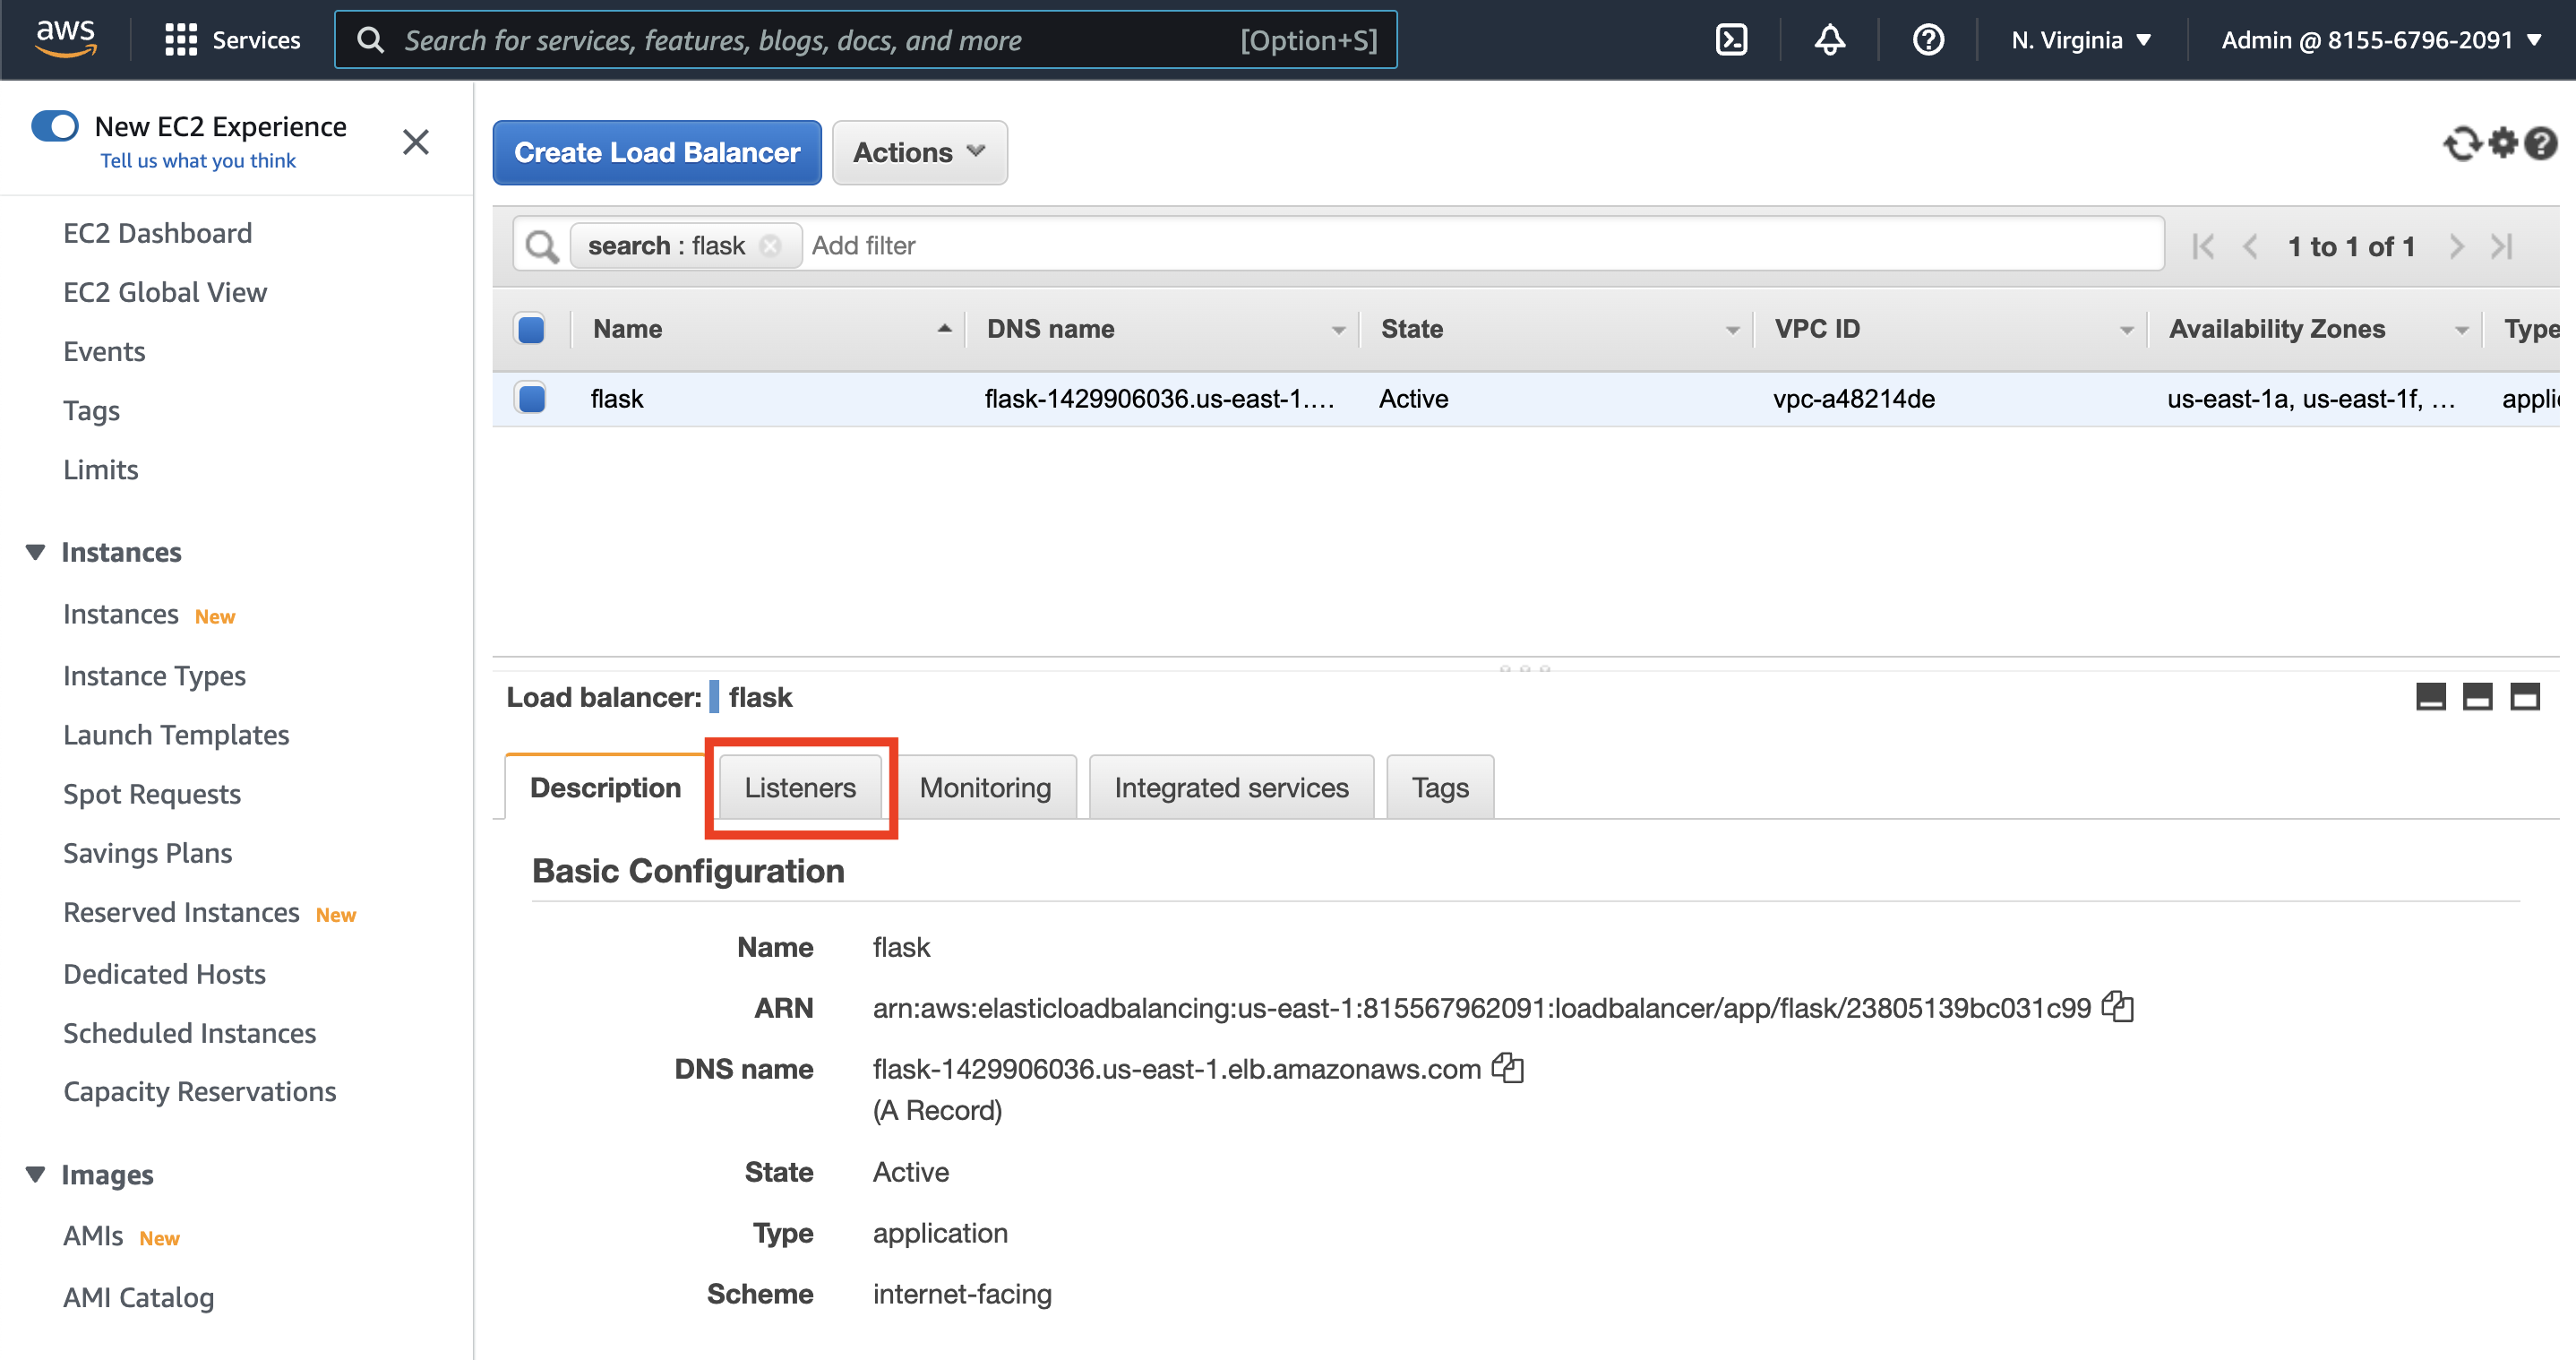 aws
Services
Search for services, features, blogs, docs, and more [Option+S]
N. Virginia
Admin @ 8155-6796-2091
New EC2 Experience
Tell us what you think
EC2 Dashboard
EC2 Global View
Events
Tags
Limits
Instances
Instances New
Instance Types
Launch Templates
Spot Requests
Savings Plans
Reserved Instances New
Dedicated Hosts
Scheduled Instances
Capacity Reservations
Images
AMIs New
AMI Catalog
Create Load Balancer Actions
search : flask Add filter
1 to 1 of 1
Name DNS name State VPC ID Availability Zones Type
flask flask-1429906036.us-east-1.… Active vpc-a48214de us-east-1a, us-east-1f, … appli
Load balancer: flask
Description Listeners Monitoring Integrated services Tags
Basic Configuration
Name flask
ARN arn:aws:elasticloadbalancing:us-east-1:815567962091:loadbalancer/app/flask/23805139bc031c99
DNS name flask-1429906036.us-east-1.elb.amazonaws.com
(A Record)
State Active
Type application
Scheme internet-facing